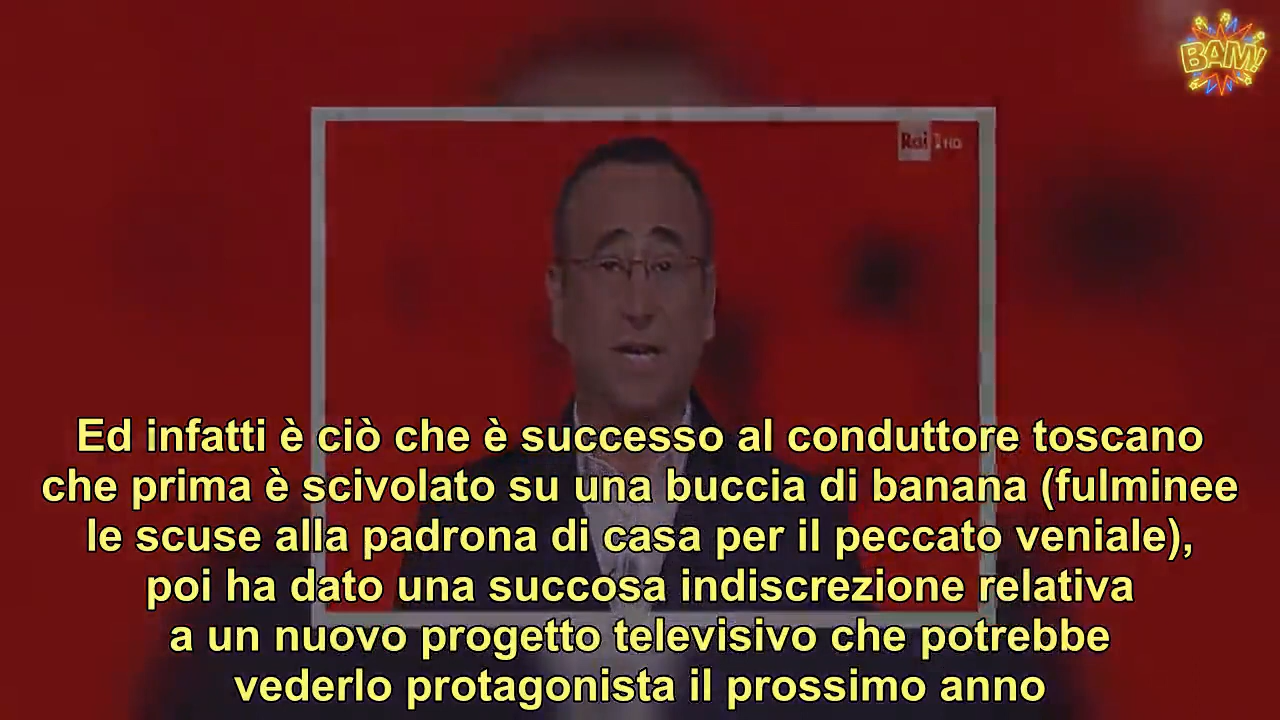 BAM!
Rai 1 HD
Ed infatti è ciò che è successo al conduttore toscano
che prima è scivolato su una buccia di banana (fulminee
le scuse alla padrona di casa per il peccato veniale),
poi ha dato una succosa indiscrezione relativa
a un nuovo progetto televisivo che potrebbe
vederlo protagonista il prossimo anno